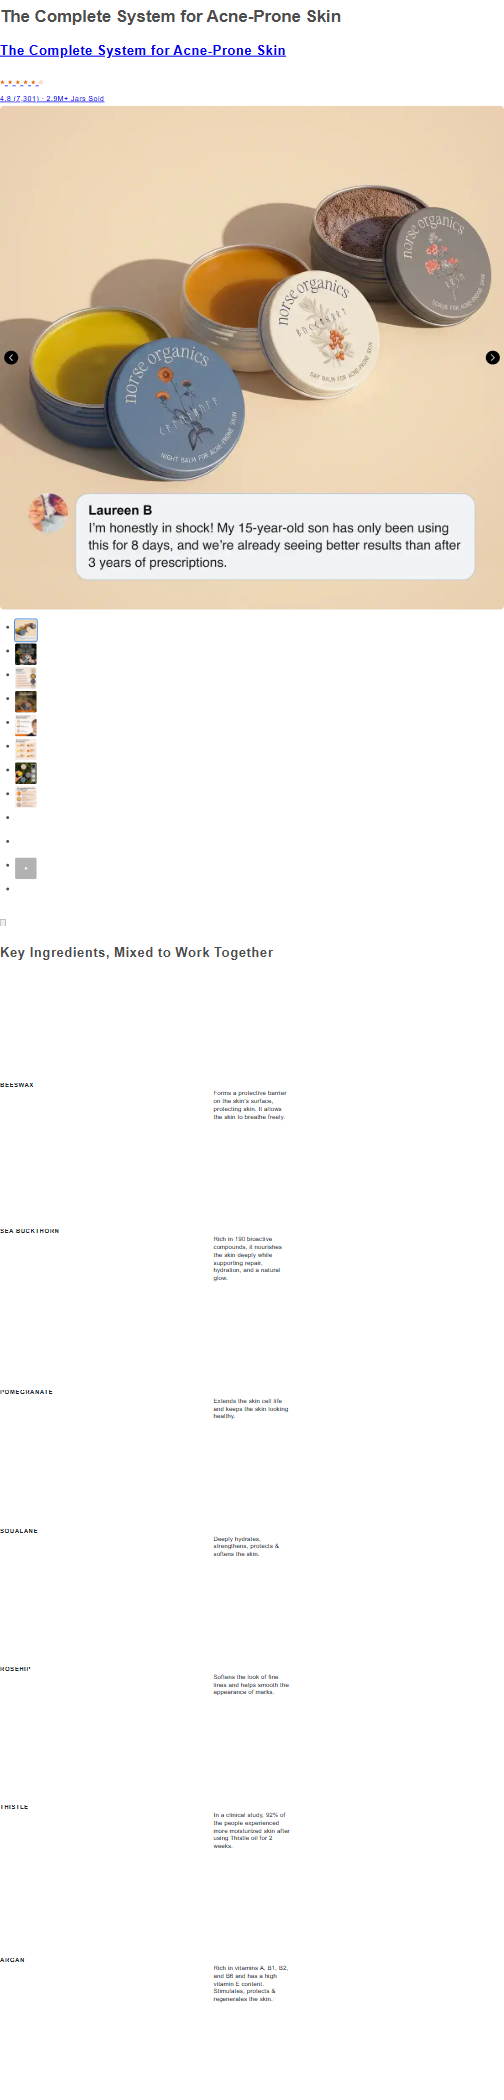 The Complete System for Acne-Prone Skin
The Complete System for Acne-Prone Skin
4.8 (7,301) · 2.9M+ Jars Sold
norse organics
SKIN
SCRUB FOR ACNE-PRONE SKIN
norse organics
BUCKTHORN
DAY BALM FOR ACNE-PRONE SKIN
norse organics
NIGHT BALM FOR ACNE-PRONE SKIN
Laureen B
I'm honestly in shock! My 15-year-old son has only been using
this for 8 days, and we're already seeing better results than after
3 years of prescriptions.
Key Ingredients, Mixed to Work Together
BEESWAX
Forms a protective barrier
on the skin's surface,
protecting skin. It allows
the skin to breathe freely.
SEA BUCKTHORN
Rich in 190 bioactive
compounds, it nourishes
the skin deeply while
supporting repair,
hydration, and a natural
glow.
POMEGRANATE
Extends the skin cell life
and keeps the skin looking
healthy.
SQUALANE
Deeply hydrates,
strengthens, protects &
softens the skin.
ROSEHIP
Softens the look of fine
lines and helps smooth the
appearance of marks.
THISTLE
In a clinical study, 92% of
the people experienced
more moisturized skin after
using Thistle oil for 2
weeks.
ARGAN
Rich in vitamins A, B1, B2,
and B6 and has a high
vitamin E content.
Stimulates, protects &
regenerates the skin.